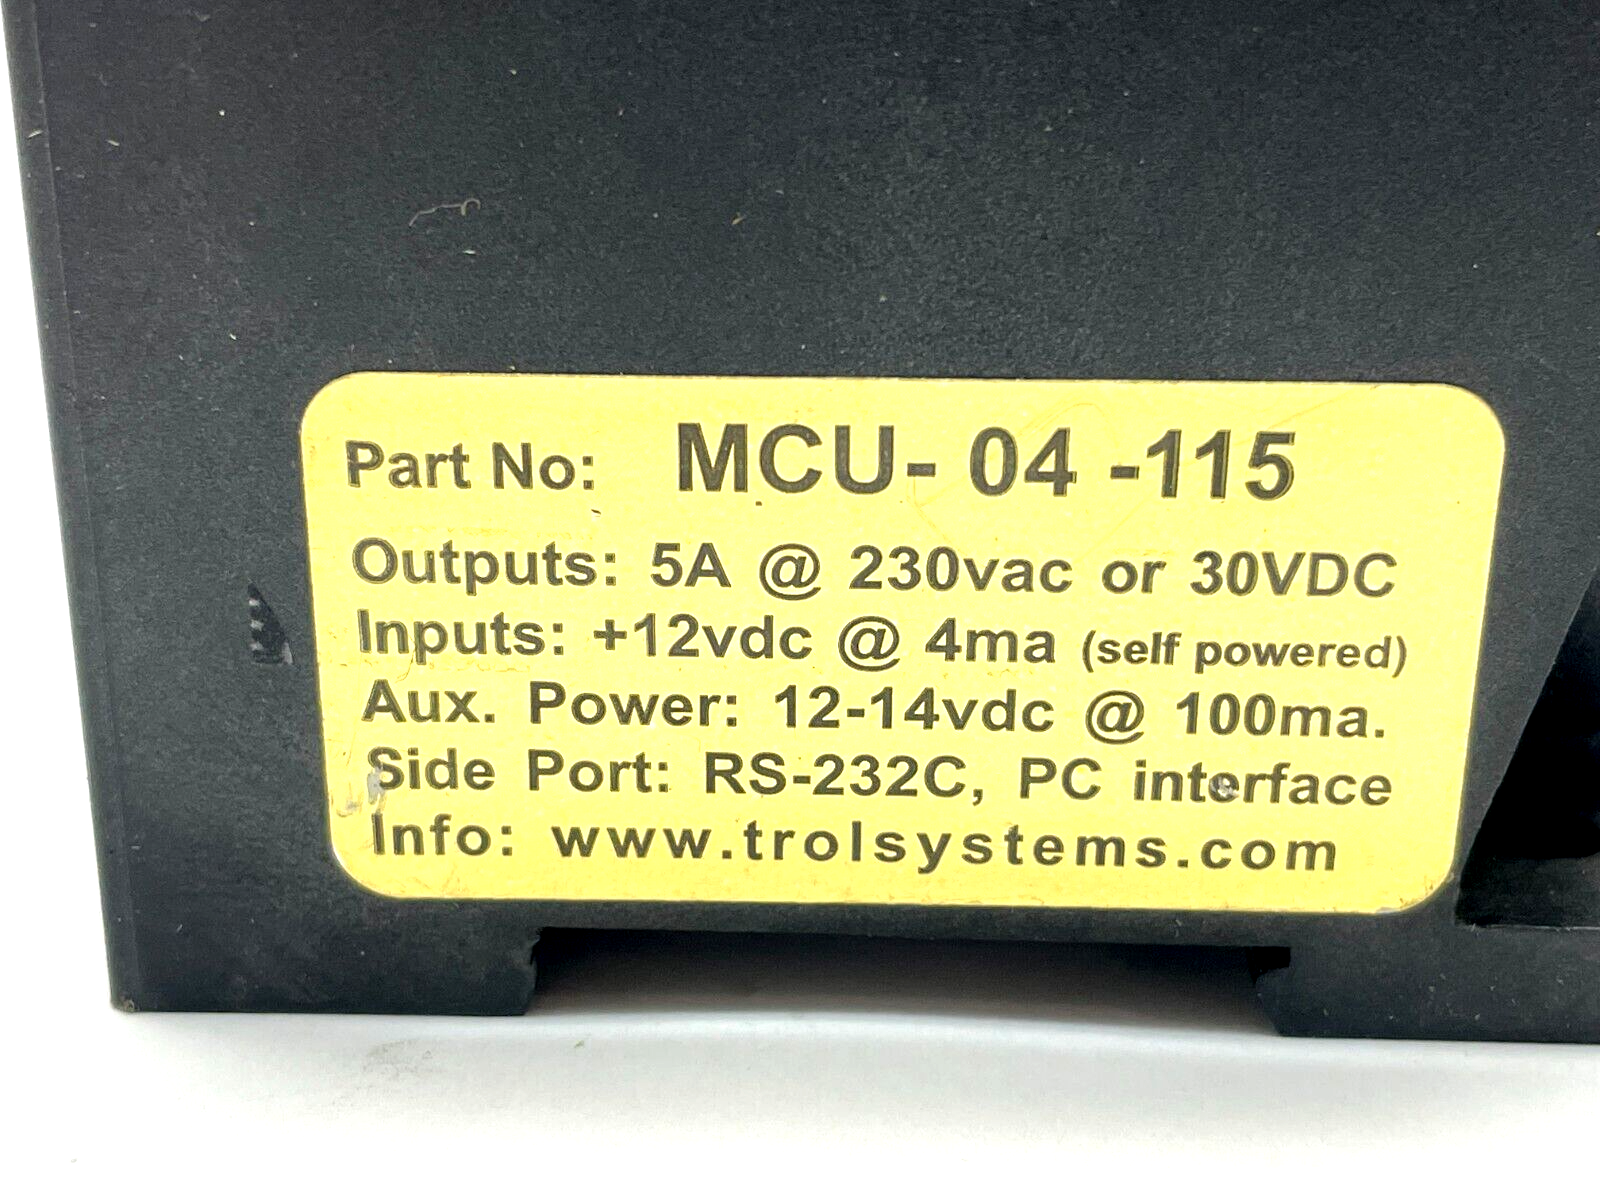 Part No: MCU- 04 -115
Outputs: 5A @ 230vac or 30VDC
Inputs: +12vdc @ 4ma (self powered)
Aux. Power: 12-14vdc @ 100ma.
Side Port: RS-232C, PC interface
Info: www.trolsystems.com